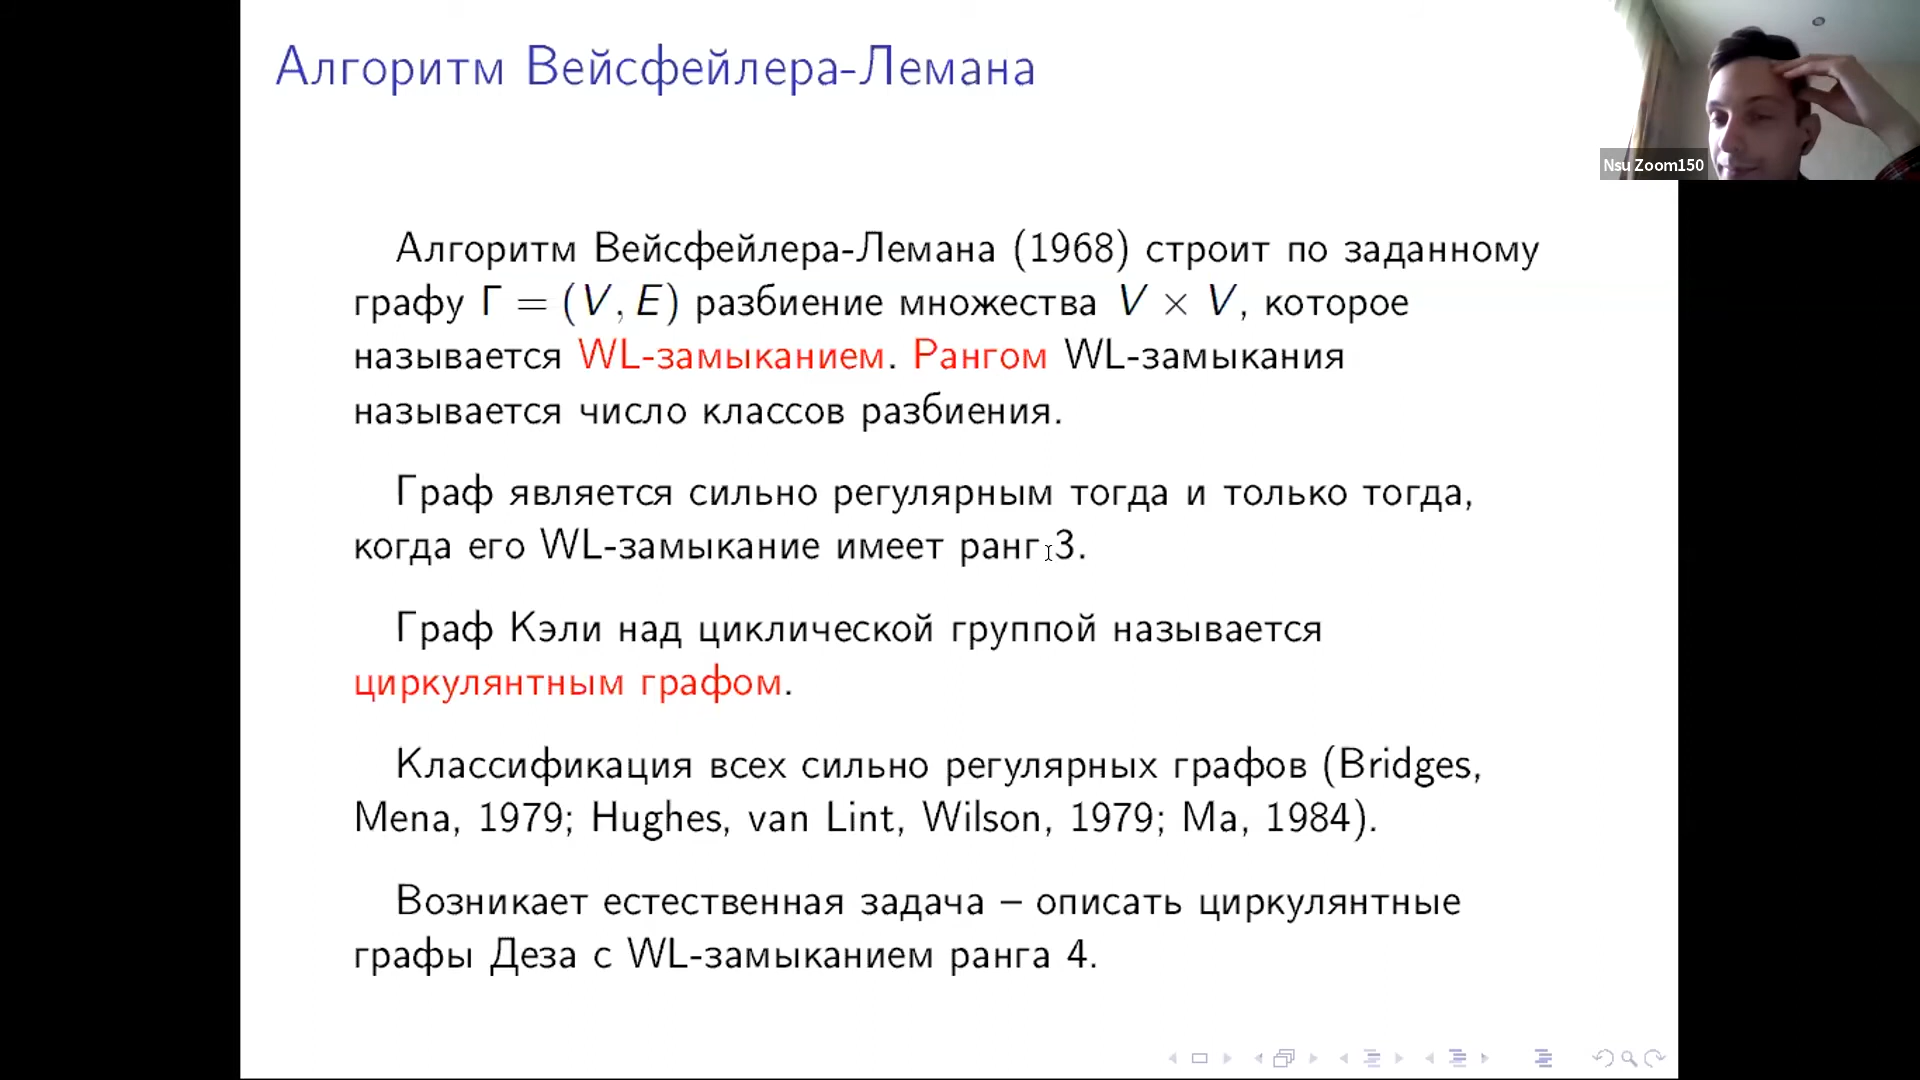 Алгоритм Вейсфейлера-Лемана
Nsu Zoom150
Алгоритм Вейсфейлера-Лемана (1968) строит по заданному
графу Γ = (V, E) разбиение множества V × V, которое
называется WL-замыканием. Рангом WL-замыкания
называется число классов разбиения.
Граф является сильно регулярным тогда и только тогда,
когда его WL-замыкание имеет ранг 3.
Граф Кэли над циклической группой называется
циркулянтным графом.
Классификация всех сильно регулярных графов (Bridges,
Mena, 1979; Hughes, van Lint, Wilson, 1979; Ma, 1984).
Возникает естественная задача – описать циркулянтные
графы Деза с WL-замыканием ранга 4.